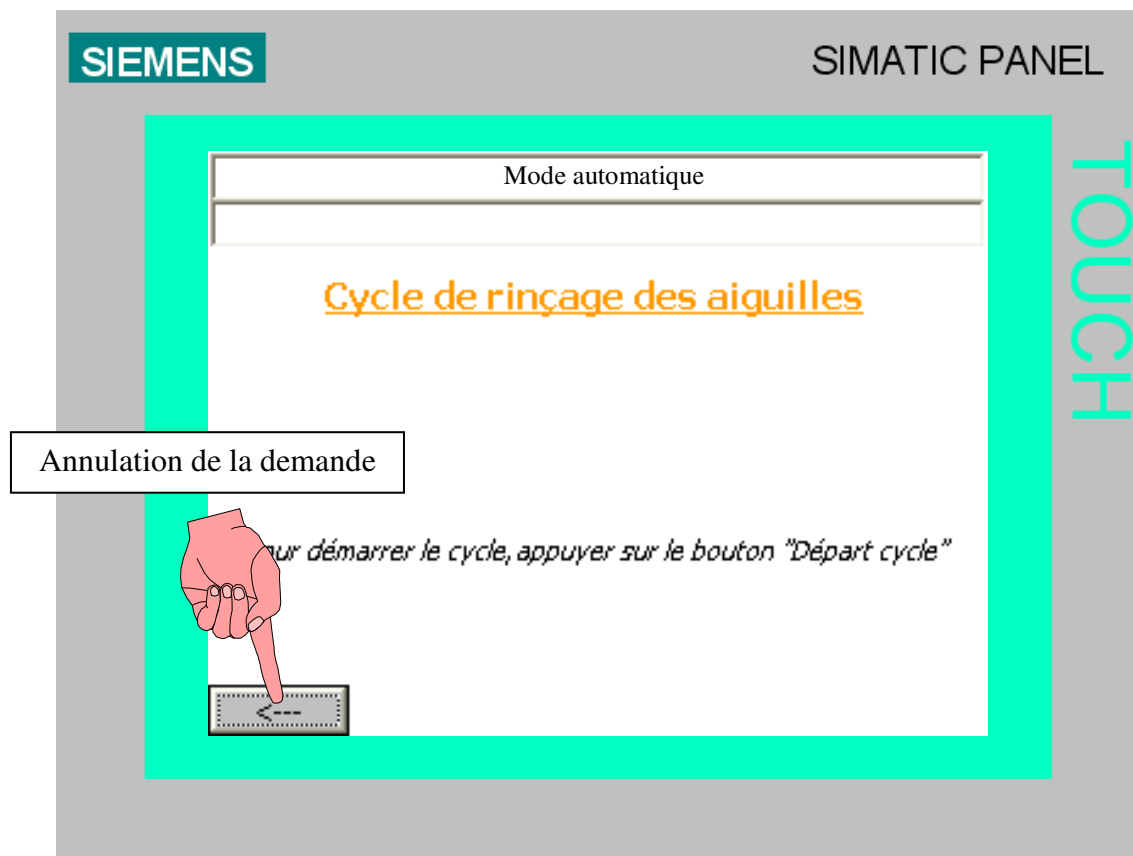 SIEMENS
SIMATIC PANEL
TOUCH
Mode automatique
Cycle de rinçage des aiguilles
Annulation de la demande
démarrer le cycle, appuyer sur le bouton "Départ cycle"
<---